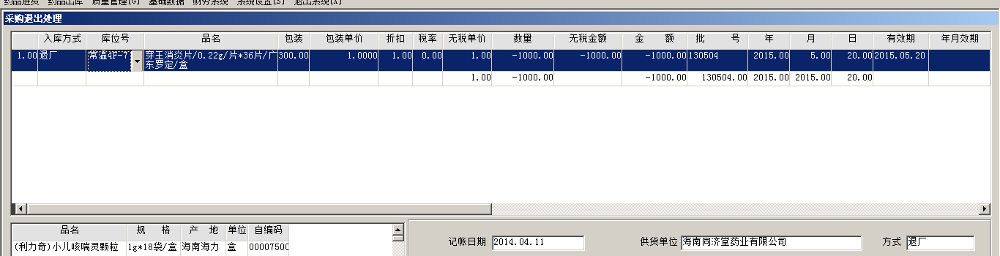 药品进货 药品出库 质量管理[G] 基础数据 财务系统 系统设置[S] 退出系统[X]
采购退出处理
入库方式 库位号 品名 包装 包装单价 折扣 税率 无税单价 数量 无税金额 金 额 批 号 年 月 日 有效期 年月效期
1.00 退厂 常温4F-7 穿王消炎片/0.22g/片*36片/广 300.00 1.0000 1.00 0.00 1.00 -1000.00 -1000.00 -1000.00 130504 2015.00 5.00 20.00 2015.05.20
东罗定/盒
1.00 -1000.00 -1000.00 130504.00 2015.00 2015.00 20.00
品名 规 格 产 地 单位 自编码
(利力奇)小儿咳喘灵颗粒 1g*18袋/盒 海南海力 盒 00007500
记帐日期 2014.04.11 供货单位 海南同济堂药业有限公司 方式 退厂